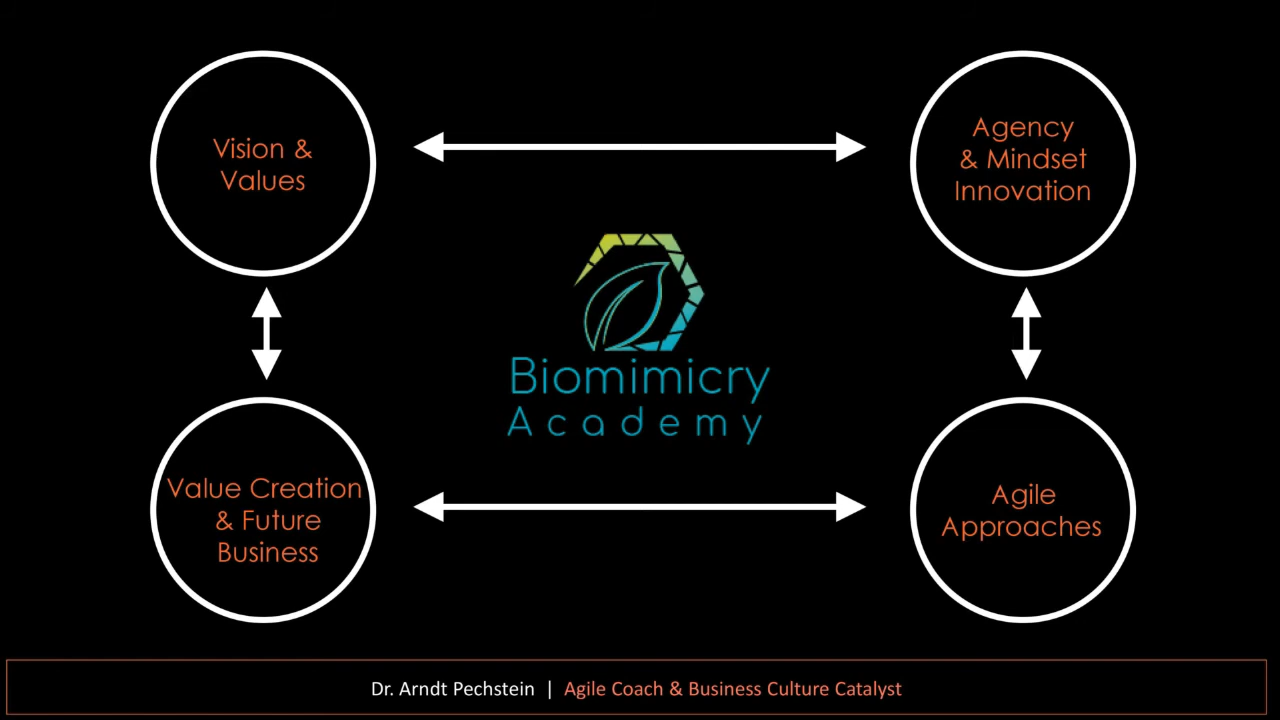 Vision &
Values
Agency
& Mindset
Innovation
Biomimicry
Academy
Value Creation
& Future
Business
Agile
Approaches
Dr. Arndt Pechstein | Agile Coach & Business Culture Catalyst